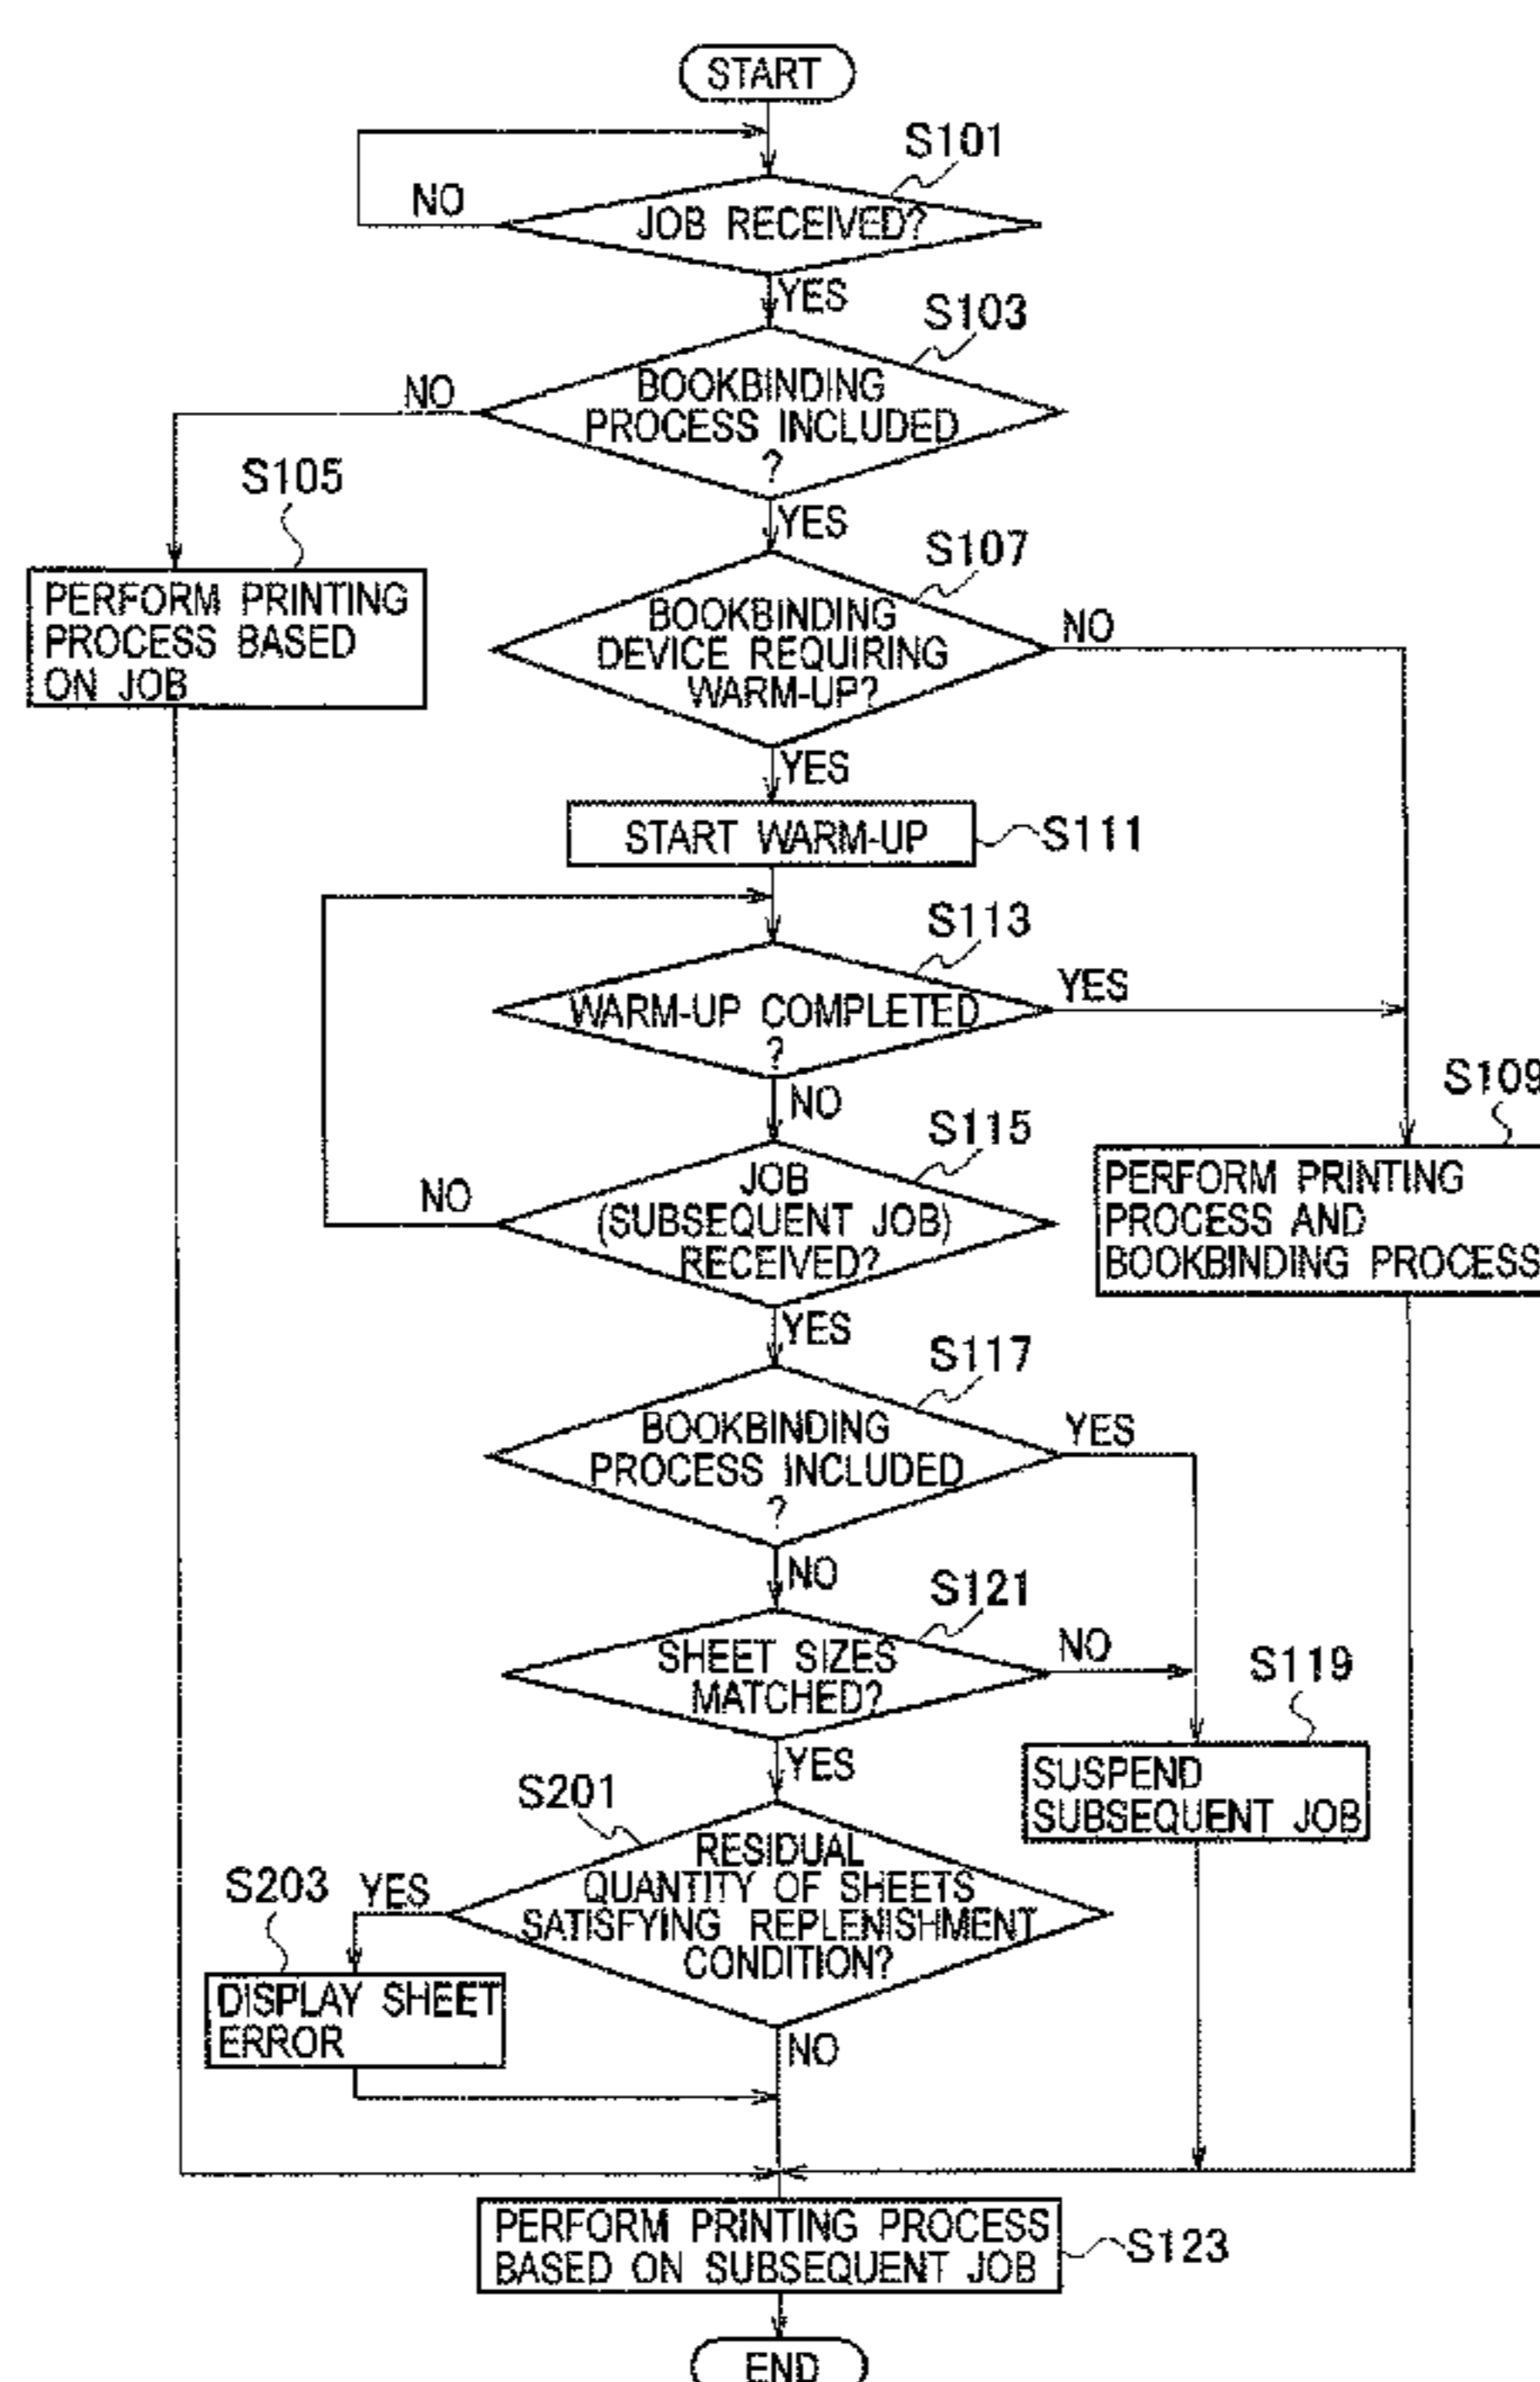 START
S101
NO
JOB RECEIVED?
YES
S103
NO
BOOKBINDING
PROCESS INCLUDED
?
S105
YES
S107
PERFORM PRINTING
PROCESS BASED
ON JOB
BOOKBINDING
DEVICE REQUIRING
WARM-UP?
NO
YES
START WARM-UP
S111
S113
WARM-UP COMPLETED
?
YES
NO
S109
S115
NO
JOB
(SUBSEQUENT JOB)
RECEIVED?
PERFORM PRINTING
PROCESS AND
BOOKBINDING PROCESS
YES
S117
BOOKBINDING
PROCESS INCLUDED
?
YES
NO
S121
SHEET SIZES
MATCHED?
NO
S119
YES
SUSPEND
SUBSEQUENT JOB
S201
RESIDUAL
QUANTITY OF SHEETS
SATISFYING REPLENISHMENT
CONDITION?
S203
YES
DISPLAY SHEET
ERROR
NO
PERFORM PRINTING PROCESS
BASED ON SUBSEQUENT JOB
S123
END